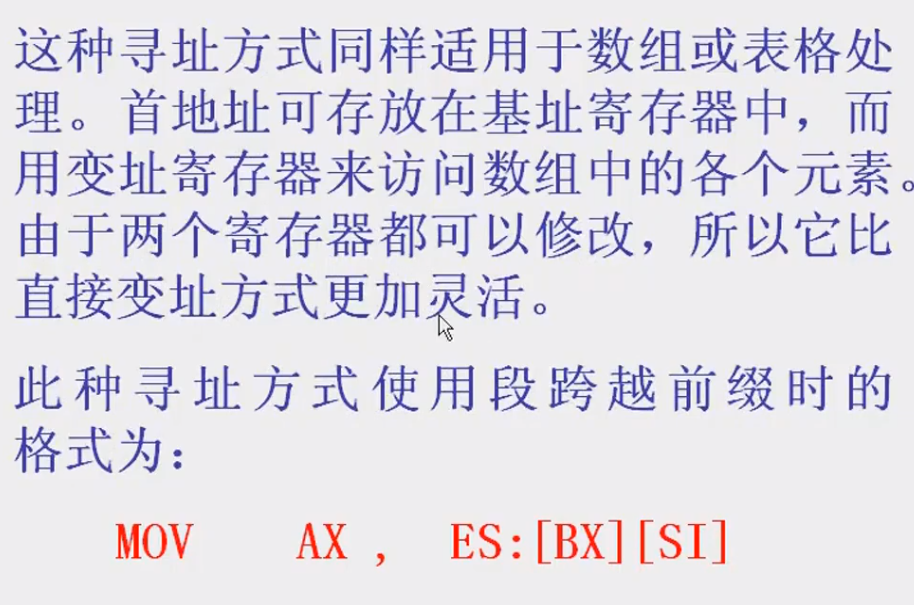 这种寻址方式同样适用于数组或表格处
理。首地址可存放在基址寄存器中，而
用变址寄存器来访问数组中的各个元素。
由于两个寄存器都可以修改，所以它比
直接变址方式更加灵活。
此种寻址方式使用段跨越前缀时的
格式为：
MOV AX , ES:[BX][SI]